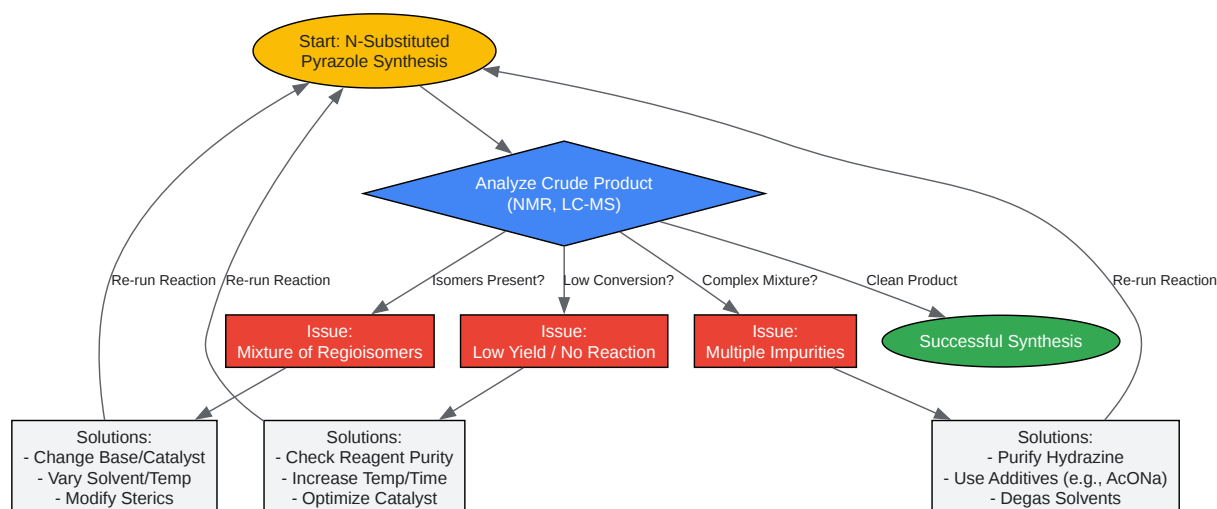 Start: N-Substituted
Pyrazole Synthesis
Analyze Crude Product
(NMR, LC-MS)
Re-run Reaction
Re-run Reaction
Isomers Present?
Low Conversion?
Complex Mixture?
Clean Product
Re-run Reaction
Issue:
Mixture of Regioisomers
Issue:
Low Yield / No Reaction
Issue:
Multiple Impurities
Successful Synthesis
Solutions:
- Change Base/Catalyst
- Vary Solvent/Temp
- Modify Sterics
Solutions:
- Check Reagent Purity
- Increase Temp/Time
- Optimize Catalyst
Solutions:
- Purify Hydrazine
- Use Additives (e.g., AcONa)
- Degas Solvents